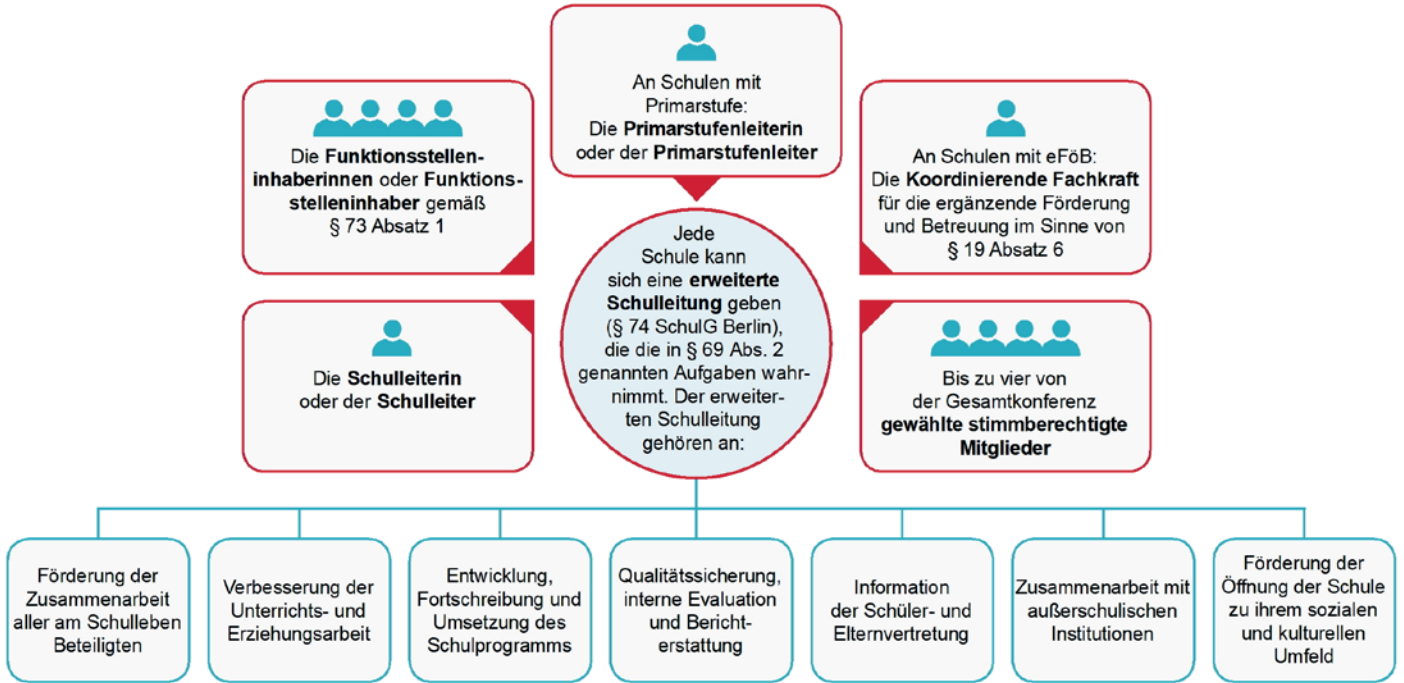 An Schulen mit
Primarstufe:
Die Primarstufenleiterin
oder der Primarstufenleiter
Die Funktionsstellen-
inhaberinnen oder Funktions-
stelleninhaber gemäß
§ 73 Absatz 1
An Schulen mit eFöB:
Die Koordinierende Fachkraft
für die ergänzende Förderung
und Betreuung im Sinne von
§ 19 Absatz 6
Die Schulleiterin
oder der Schulleiter
Jede
Schule kann
sich eine erweiterte
Schulleitung geben
(§ 74 SchulG Berlin),
die die in § 69 Abs. 2
genannten Aufgaben wahr-
nimmt. Der erweiter-
ten Schulleitung
gehören an:
Bis zu vier von
der Gesamtkonferenz
gewählte stimmberechtigte
Mitglieder
Förderung der
Zusammenarbeit
aller am Schulleben
Beteiligten
Verbesserung der
Unterrichts- und
Erziehungsarbeit
Entwicklung,
Fortschreibung und
Umsetzung des
Schulprogramms
Qualitätssicherung,
interne Evaluation
und Bericht-
erstattung
Information
der Schüler- und
Elternvertretung
Zusammenarbeit mit
außerschulischen
Institutionen
Förderung der
Öffnung der Schule
zu ihrem sozialen
und kulturellen
Umfeld